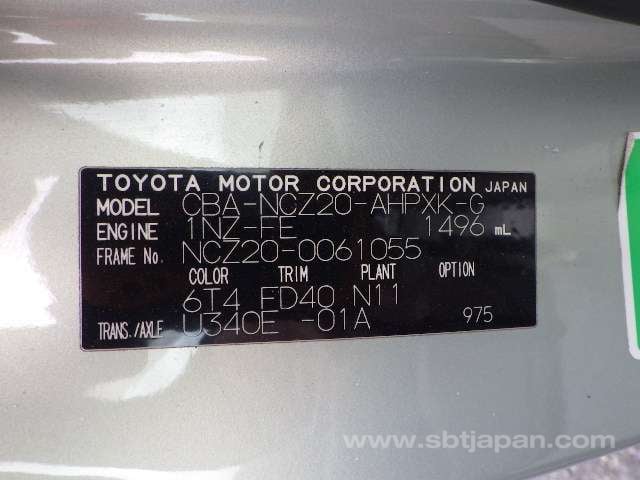 TOYOTA MOTOR CORPORATION JAPAN
MODEL CBA-NCZ20-AHPXK-G
ENGINE 1NZ-FE 1496 mL
FRAME No. NCZ20-0061055
COLOR TRIM PLANT OPTION
6T4 FD40 N11
TRANS./AXLE U340E -01A 975
www.sbtjapan.com